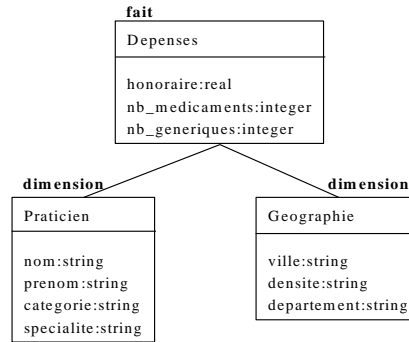 fait
Depenses
honoraire:real
nb_medicaments:integer
nb_generiques:integer
dimension
Praticien
nom:string
prenom:string
categorie:string
specialite:string
dimension
Geographie
ville:string
densite:string
departement:string